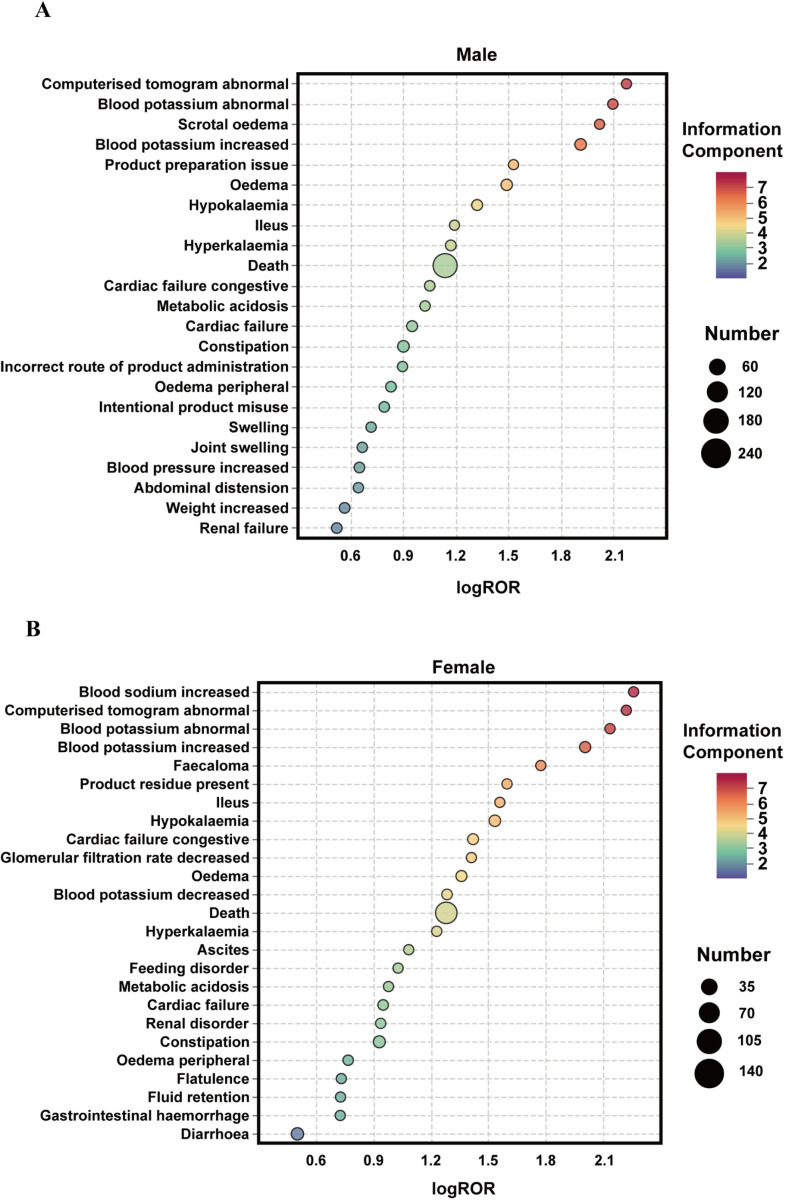 A
Male
Computerised tomogram abnormal
Blood potassium abnormal
Scrotal oedema
Blood potassium increased
Product preparation issue
Oedema
Hypokalaemia
Ileus
Hyperkalaemia
Death
Cardiac failure congestive
Metabolic acidosis
Cardiac failure
Constipation
Incorrect route of product administration
Oedema peripheral
Intentional product misuse
Swelling
Joint swelling
Blood pressure increased
Abdominal distension
Weight increased
Renal failure
0.6 0.9 1.2 1.5 1.8 2.1
logROR
Information
Component
7
6
5
4
3
2
Number
60
120
180
240
B
Female
Blood sodium increased
Computerised tomogram abnormal
Blood potassium abnormal
Blood potassium increased
Faecaloma
Product residue present
Ileus
Hypokalaemia
Cardiac failure congestive
Glomerular filtration rate decreased
Oedema
Blood potassium decreased
Death
Hyperkalaemia
Ascites
Feeding disorder
Metabolic acidosis
Cardiac failure
Renal disorder
Constipation
Oedema peripheral
Flatulence
Fluid retention
Gastrointestinal haemorrhage
Diarrhoea
0.6 0.9 1.2 1.5 1.8 2.1
logROR
Information
Component
7
6
5
4
3
2
Number
35
70
105
140